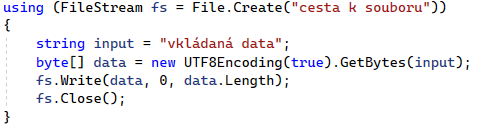 using (FileStream fs = File.Create("cesta k souboru"))
{
    string input = "vkládaná data";
    byte[] data = new UTF8Encoding(true).GetBytes(input);
    fs.Write(data, 0, data.Length);
    fs.Close();
}